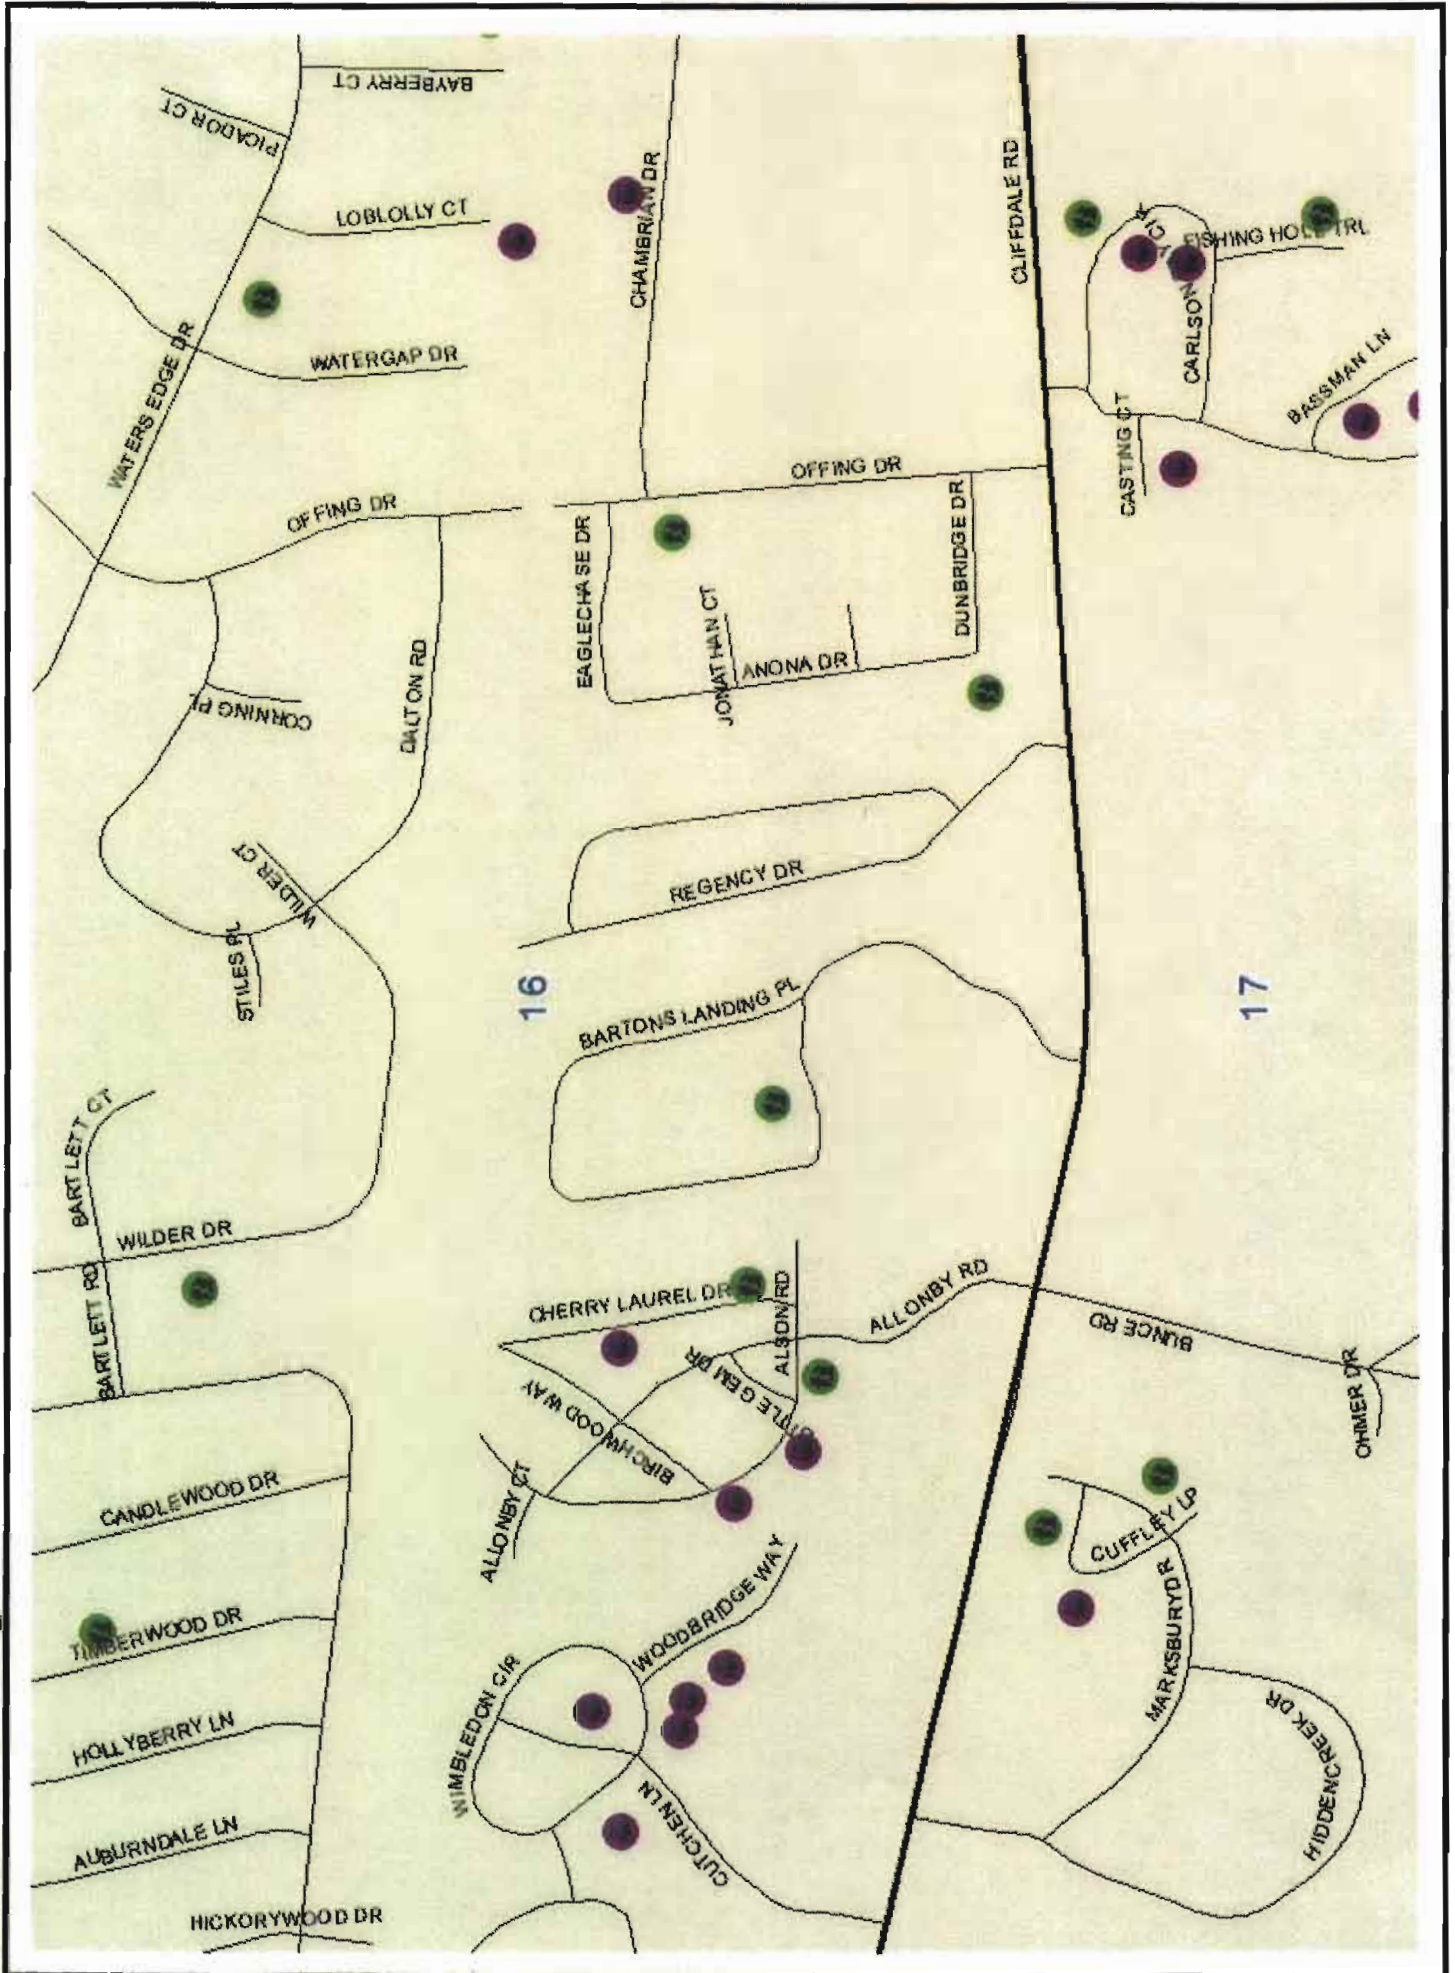 BAYBERRY CT
PICADOR CT
LOBLOLLY CT
CHAMBRIAN DR
CLIFFDALE RD
FISHING HOLE TRL
CARLSON
WATERGAP DR
WATERS EDGE DR
BASSMAN LN
CASTING CT
OFFING DR
OFFING DR
EAGLECHASE DR
DUNBRIDGE DR
JONATHAN CT
ANONA DR
DALTON RD
CORNING PL
WILDER CT
REGENCY DR
STILES PL
16
17
BARTONS LANDING PL
BARTLETT CT
WILDER DR
BARTLETT RD
CHERRY LAUREL DR
ALSON RD
ALLONBY RD
BUNCE RD
LITTLE GEM DR
BIRCHWOOD WAY
OHMER DR
CANDLEWOOD DR
ALLONBY CT
CUFFLEY LP
WOODBRIDGE WAY
MARKSBURY DR
TIMBERWOOD DR
WIMBLEDON CIR
HOLLYBERRY LN
HIDDENCREEK DR
CUTCHEN LN
AUBURNDALE LN
HICKORYWOOD DR